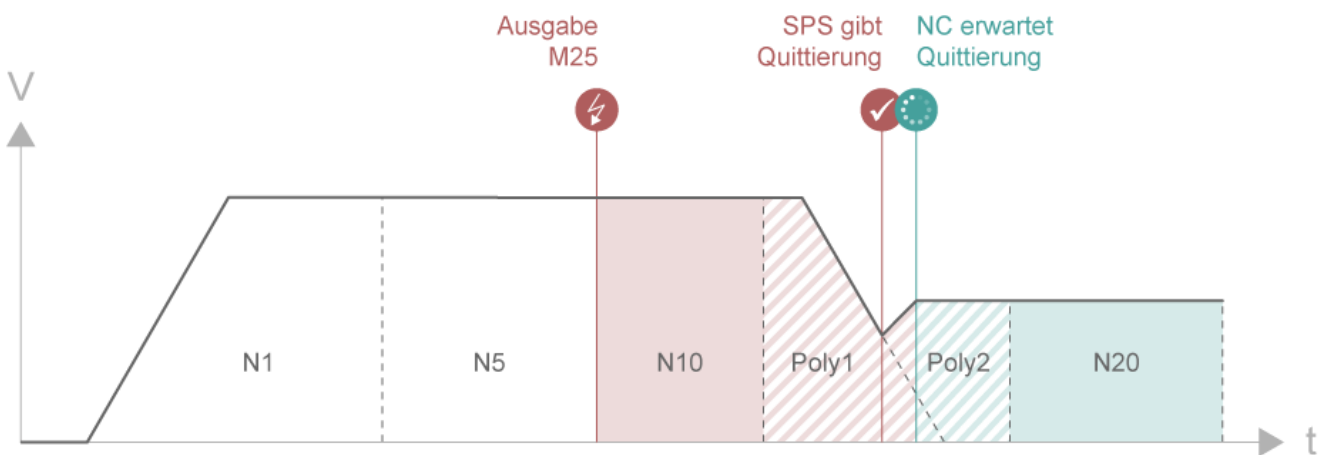 Ausgabe
M25
SPS gibt
Quittierung
NC erwartet
Quittierung
V
N1
N5
N10
Poly1
Poly2
N20
t